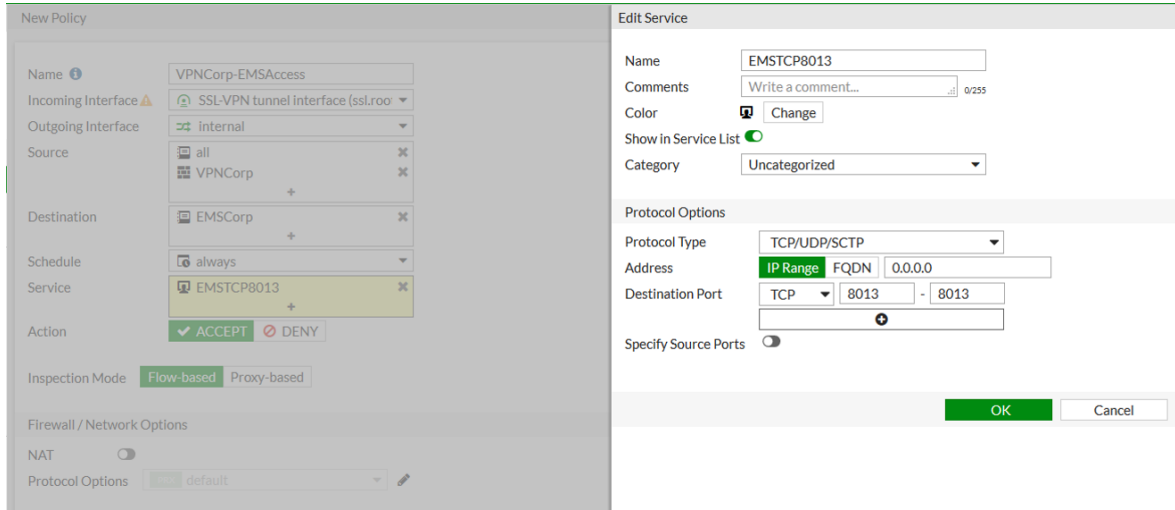 New Policy
Name
VPNCorp-EMSAccess
Incoming Interface
SSL-VPN tunnel interface (ssl.roo
Outgoing Interface
internal
Source
all
VPNCorp
+
Destination
EMSCorp
+
Schedule
always
Service
EMSTCP8013
+
Action
ACCEPT
DENY
Inspection Mode
Flow-based
Proxy-based
Firewall / Network Options
NAT
Protocol Options
default
Edit Service
Name
EMSTCP8013
Comments
Write a comment...
0/255
Color
Change
Show in Service List
Category
Uncategorized
Protocol Options
Protocol Type
TCP/UDP/SCTP
Address
IP Range
FQDN
0.0.0.0
Destination Port
TCP
8013
-
8013
Specify Source Ports
OK
Cancel